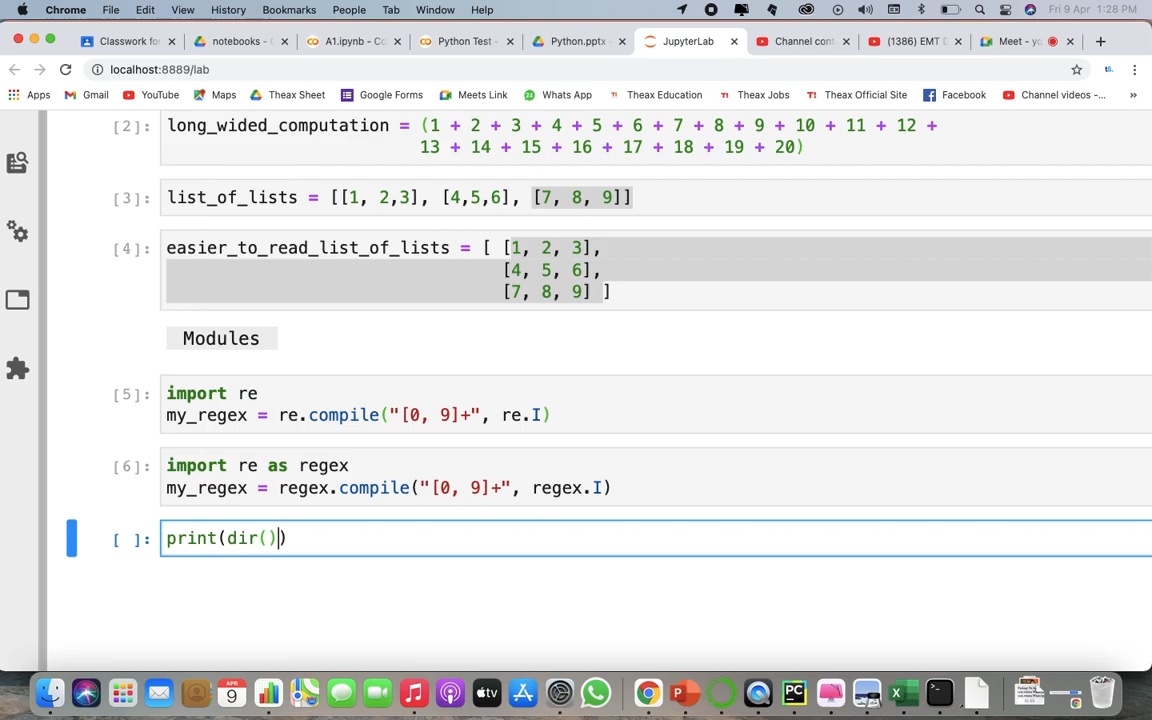 Chrome File Edit View History Bookmarks People Tab Window Help Fri 9 Apr 1:28 PM
Classwork fo notebooks - G A1.ipynb - Co Python Test - Python.pptx - JupyterLab Channel cont (1386) EMT D Meet - yo
localhost:8889/lab
Apps Gmail YouTube Maps Theax Sheet Google Forms Meets Link Whats App Theax Education Theax Jobs Theax Official Site Facebook Channel videos -... »
[2]: long_wided_computation = (1 + 2 + 3 + 4 + 5 + 6 + 7 + 8 + 9 + 10 + 11 + 12 +
13 + 14 + 15 + 16 + 17 + 18 + 19 + 20)
[3]: list_of_lists = [[1, 2,3], [4,5,6], [7, 8, 9]]
[4]: easier_to_read_list_of_lists = [ [1, 2, 3],
[4, 5, 6],
[7, 8, 9] ]
Modules
[5]: import re
my_regex = re.compile("[0, 9]+", re.I)
[6]: import re as regex
my_regex = regex.compile("[0, 9]+", regex.I)
[ ]: print(dir())